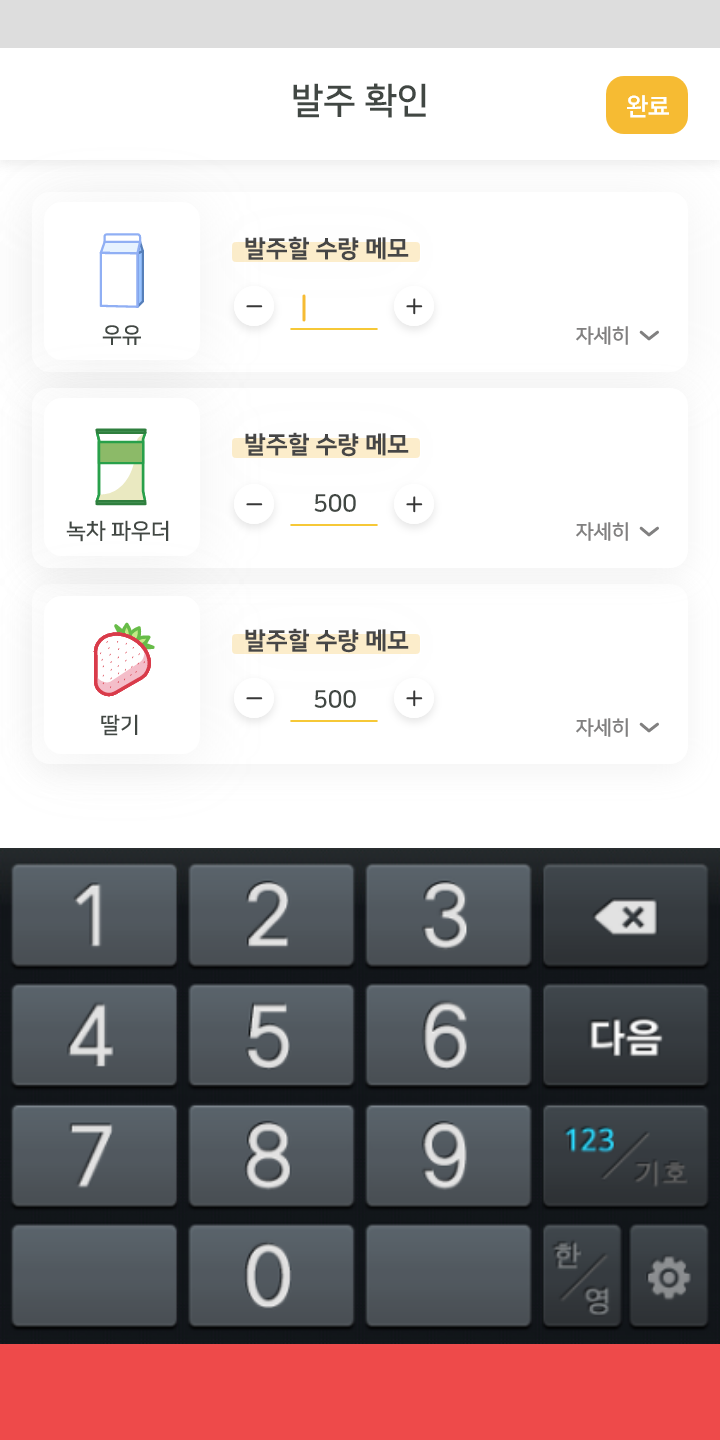 발주 확인
완료
발주할 수량 메모
우유
자세히
발주할 수량 메모
500
녹차 파우더
자세히
발주할 수량 메모
500
딸기
자세히
1 2 3
4 5 6 다음
7 8 9 123/기호
0 한/영